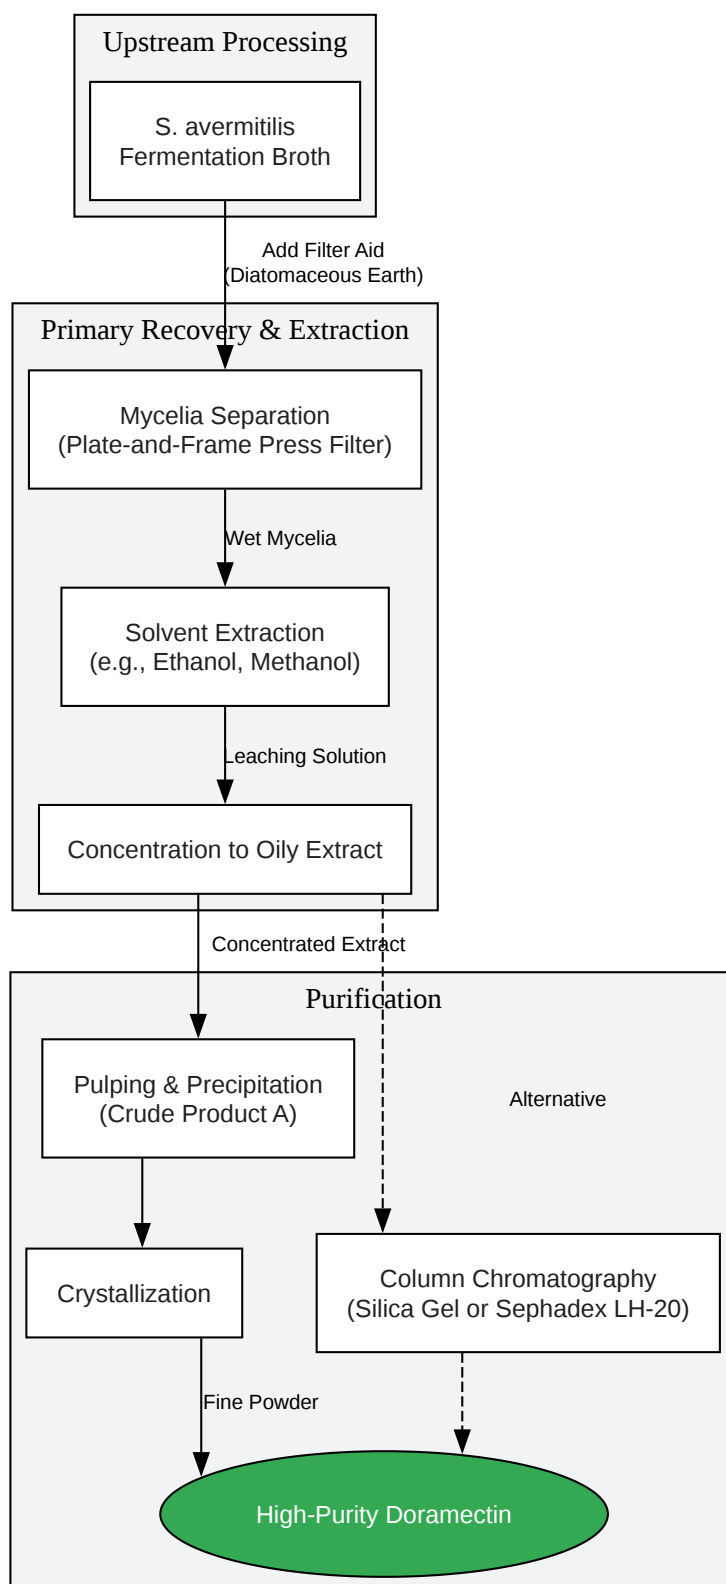 Upstream Processing
S. avermitilis
Fermentation Broth
Add Filter Aid
(Diatomaceous Earth)
Primary Recovery & Extraction
Mycelia Separation
(Plate-and-Frame Press Filter)
Wet Mycelia
Solvent Extraction
(e.g., Ethanol, Methanol)
Leaching Solution
Concentration to Oily Extract
Concentrated Extract
Purification
Pulping & Precipitation
(Crude Product A)
Alternative
Crystallization
Column Chromatography
(Silica Gel or Sephadex LH-20)
Fine Powder
High-Purity Doramectin